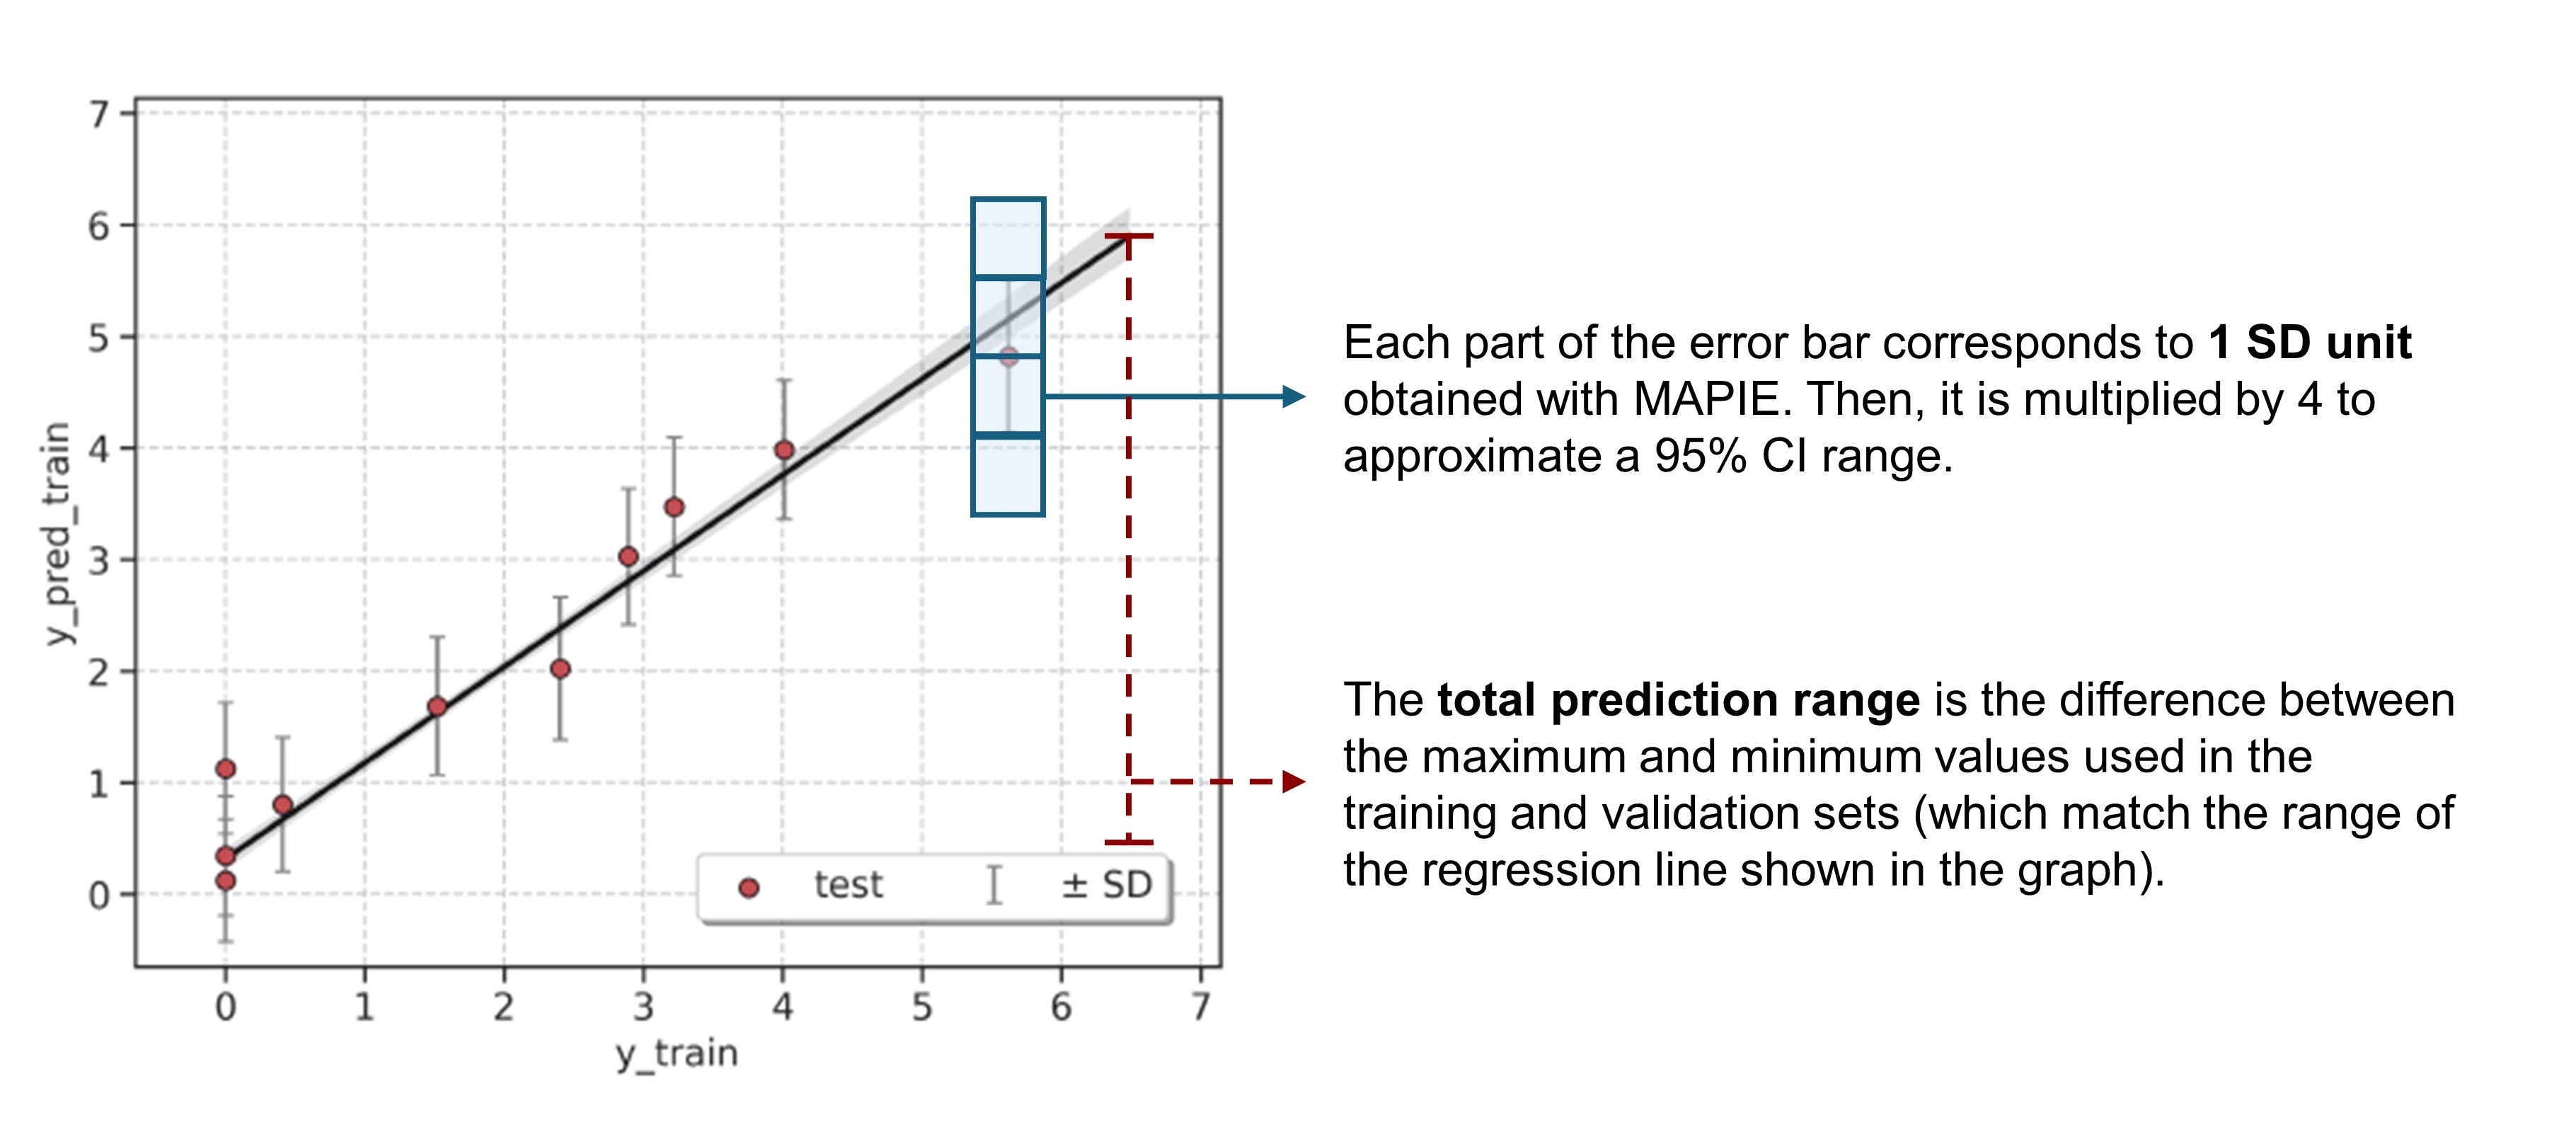 7
6
5
4
3
2
1
0
y_pred_train
test ± SD
0 1 2 3 4 5 6 7
y_train
Each part of the error bar corresponds to 1 SD unit
obtained with MAPIE. Then, it is multiplied by 4 to
approximate a 95% CI range.
The total prediction range is the difference between
the maximum and minimum values used in the
training and validation sets (which match the range of
the regression line shown in the graph).